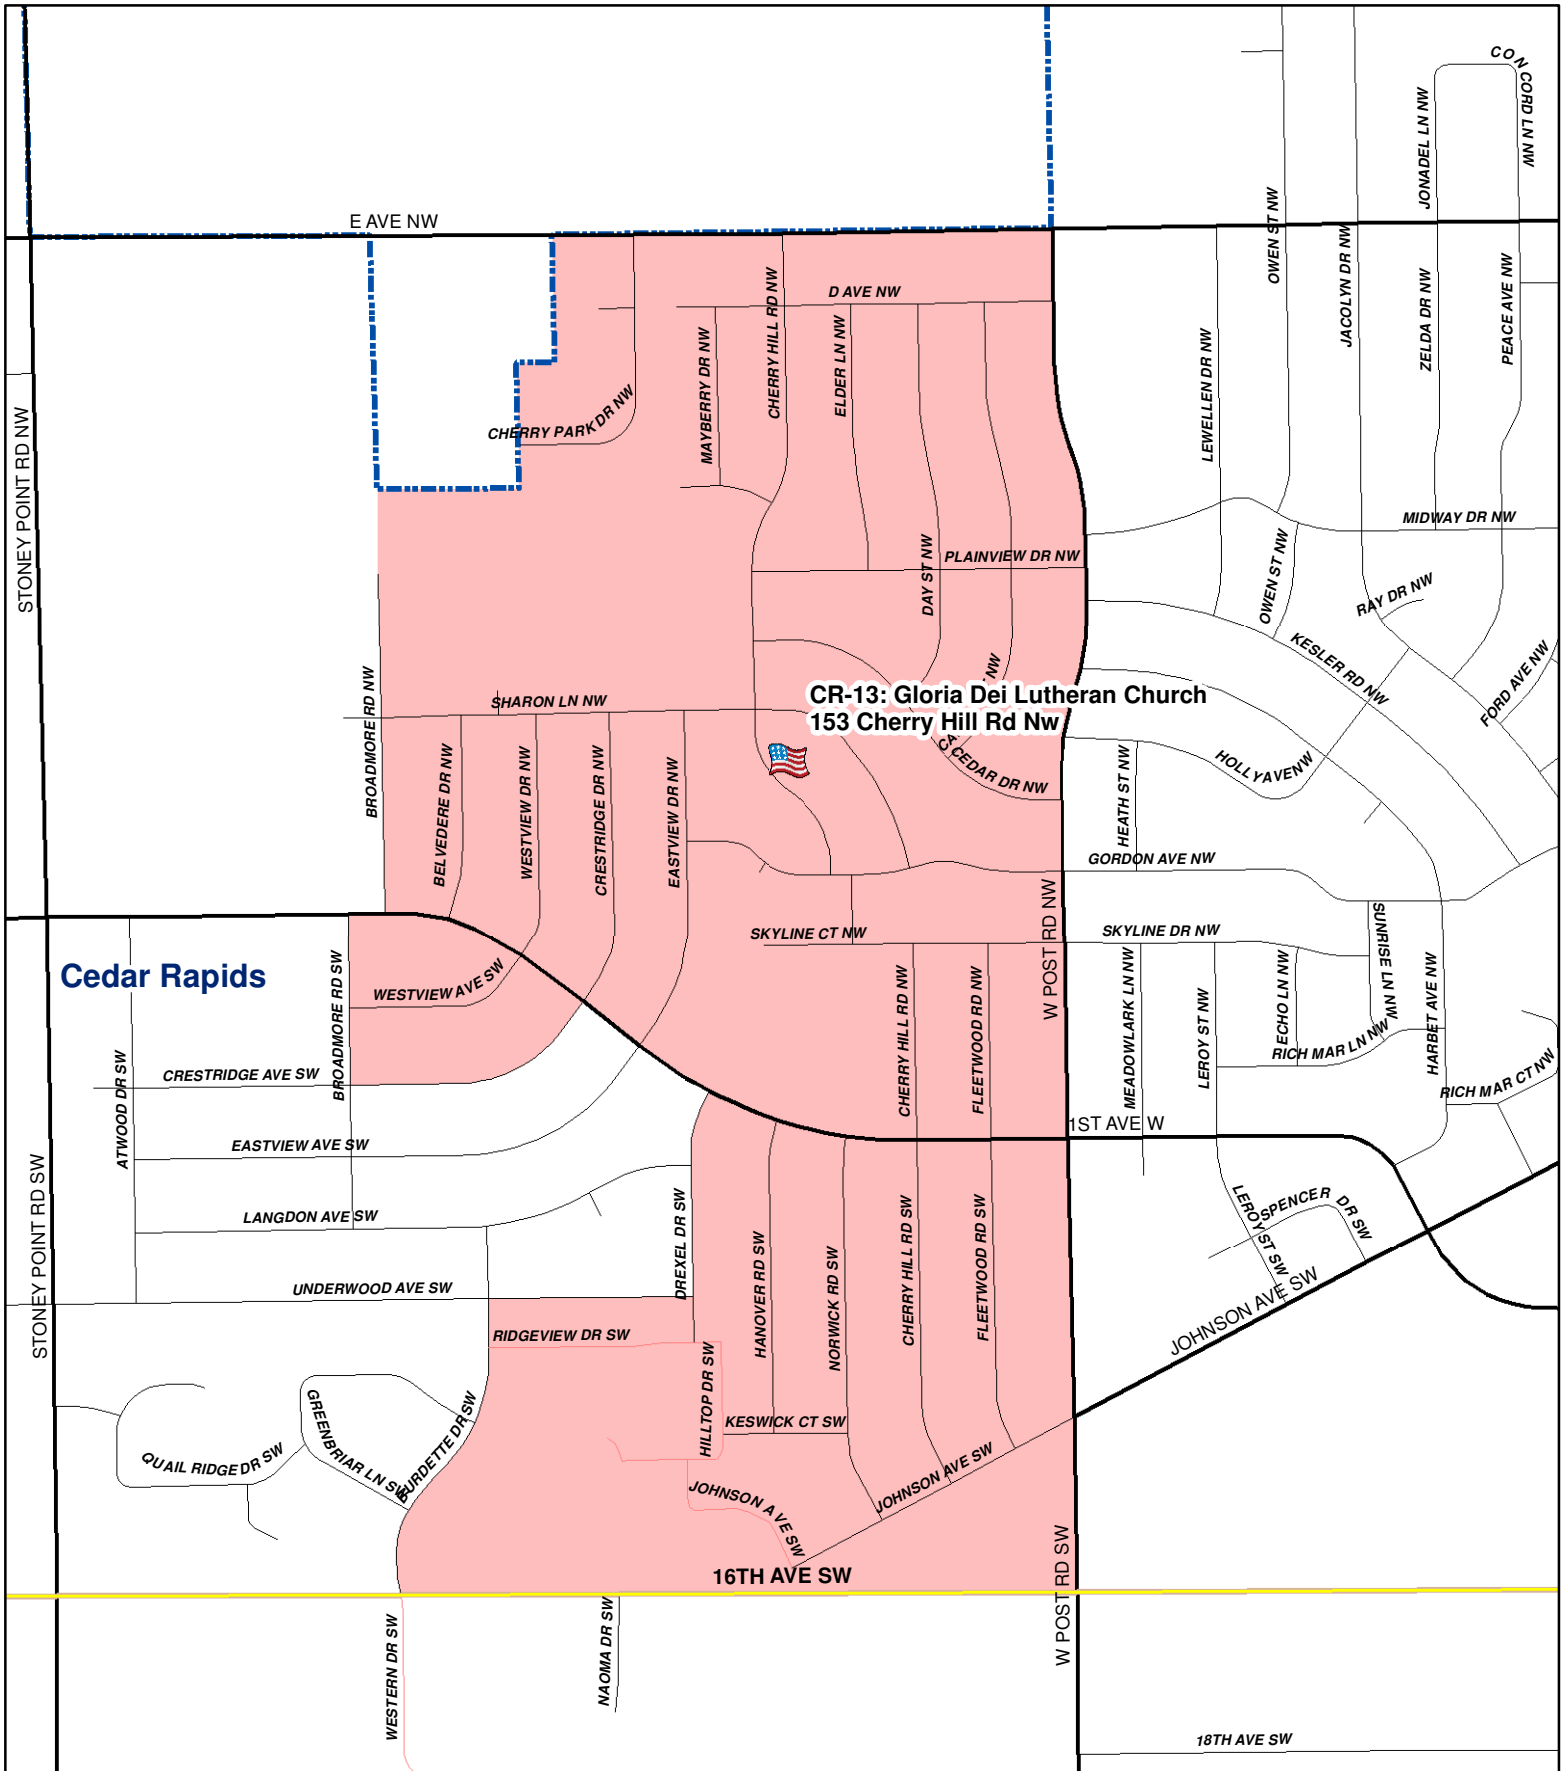 CON
CORD LN NW
JONADEL LN NW
E AVE NW
OWEN ST NW
JACOLYN DR NW
ZELDA DR NW
PEACE AVE NW
D AVE NW
CHERRY HILL RD NW
MAYBERRY DR NW
ELDER LN NW
LEWELLEN DR NW
CHERRY PARK DR NW
STONEY POINT RD NW
MIDWAY DR NW
DAY ST NW
PLAINVIEW DR NW
OWEN ST NW
RAY DR NW
KESLER RD NW
FORD AVE NW
BROADMORE RD NW
SHARON LN NW
NW
CR-13: Gloria Dei Lutheran Church
153 Cherry Hill Rd Nw
CEDAR DR NW
HOLLY AVE NW
HEATH ST NW
BELVEDERE DR NW
WESTVIEW DR NW
CRESTRIDGE DR NW
EASTVIEW DR NW
GORDON AVE NW
SKYLINE CT NW
W POST RD NW
SKYLINE DR NW
SUNRISE LN NW
Cedar Rapids
BROADMORE RD SW
WESTVIEW AVE SW
CHERRY HILL RD NW
FLEETWOOD RD NW
MEADOWLARK LN NW
LEROY ST NW
ECHO LN NW
HARBET AVE NW
RICH MAR LN NW
RICH MAR CT NW
ATWOOD DR SW
CRESTRIDGE AVE SW
1ST AVE W
EASTVIEW AVE SW
STONEY POINT RD SW
LANGDON AVE SW
DREXEL DR SW
HANOVER RD SW
NORWICK RD SW
CHERRY HILL RD SW
FLEETWOOD RD SW
LEROY ST SW
SPENCER DR SW
UNDERWOOD AVE SW
JOHNSON AVE SW
RIDGEVIEW DR SW
HILLTOP DR SW
KESWICK CT SW
GREENBRIAR LN SW
BURDETTE DR SW
QUAIL RIDGE DR SW
JOHNSON AVE SW
JOHNSON AVE SW
16TH AVE SW
W POST RD SW
WESTERN DR SW
NAOMA DR SW
18TH AVE SW